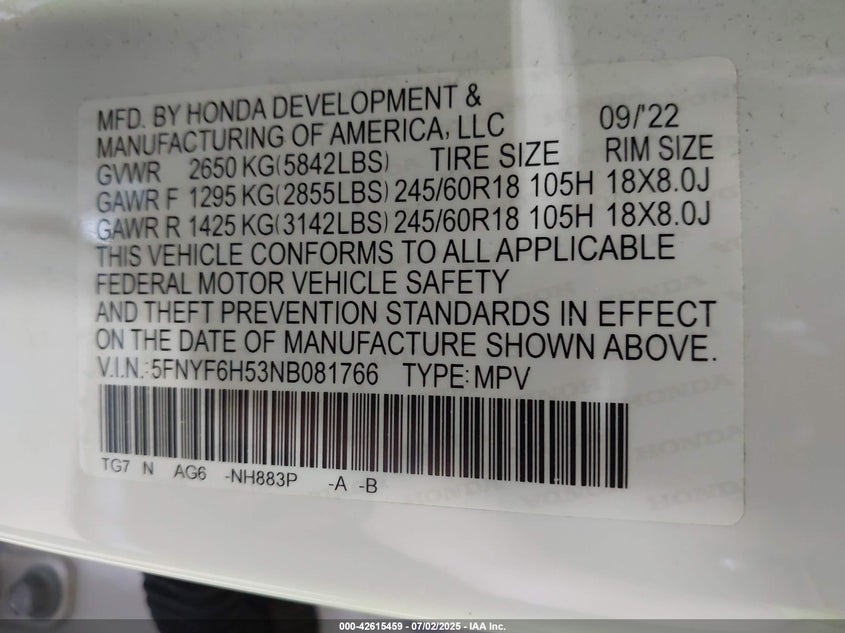 MFD. BY HONDA DEVELOPMENT &
MANUFACTURING OF AMERICA, LLC 09/'22
GVWR 2650 KG(5842LBS) TIRE SIZE RIM SIZE
GAWR F 1295 KG(2855LBS) 245/60R18 105H 18X8.0J
GAWR R 1425 KG(3142LBS) 245/60R18 105H 18X8.0J
THIS VEHICLE CONFORMS TO ALL APPLICABLE
FEDERAL MOTOR VEHICLE SAFETY
AND THEFT PREVENTION STANDARDS IN EFFECT
ON THE DATE OF MANUFACTURE SHOWN ABOVE.
V.I.N.:5FNYF6H53NB081766 TYPE:MPV
TG7 N AG6 -NH883P -A -B
000-42615459 - 07/02/2025 - IAA Inc.